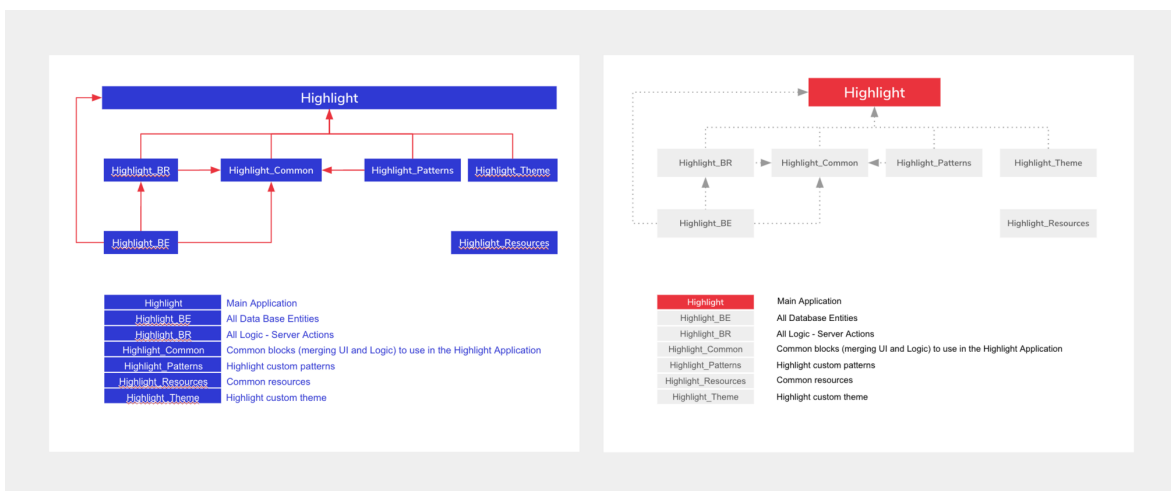 Highlight
Highlight_BR
Highlight_Common
Highlight_Patterns
Highlight_Theme
Highlight_BE
Highlight_Resources
Highlight Main Application
Highlight_BE All Data Base Entities
Highlight_BR All Logic - Server Actions
Highlight_Common Common blocks (merging UI and Logic) to use in the Highlight Application
Highlight_Patterns Highlight custom patterns
Highlight_Resources Common resources
Highlight_Theme Highlight custom theme
Highlight
Highlight_BR
Highlight_Common
Highlight_Patterns
Highlight_Theme
Highlight_BE
Highlight_Resources
Highlight Main Application
Highlight_BE All Database Entities
Highlight_BR All Logic - Server Actions
Highlight_Common Common blocks (merging UI and Logic) to use in the Highlight Application
Highlight_Patterns Highlight custom patterns
Highlight_Resources Common resources
Highlight_Theme Highlight custom theme